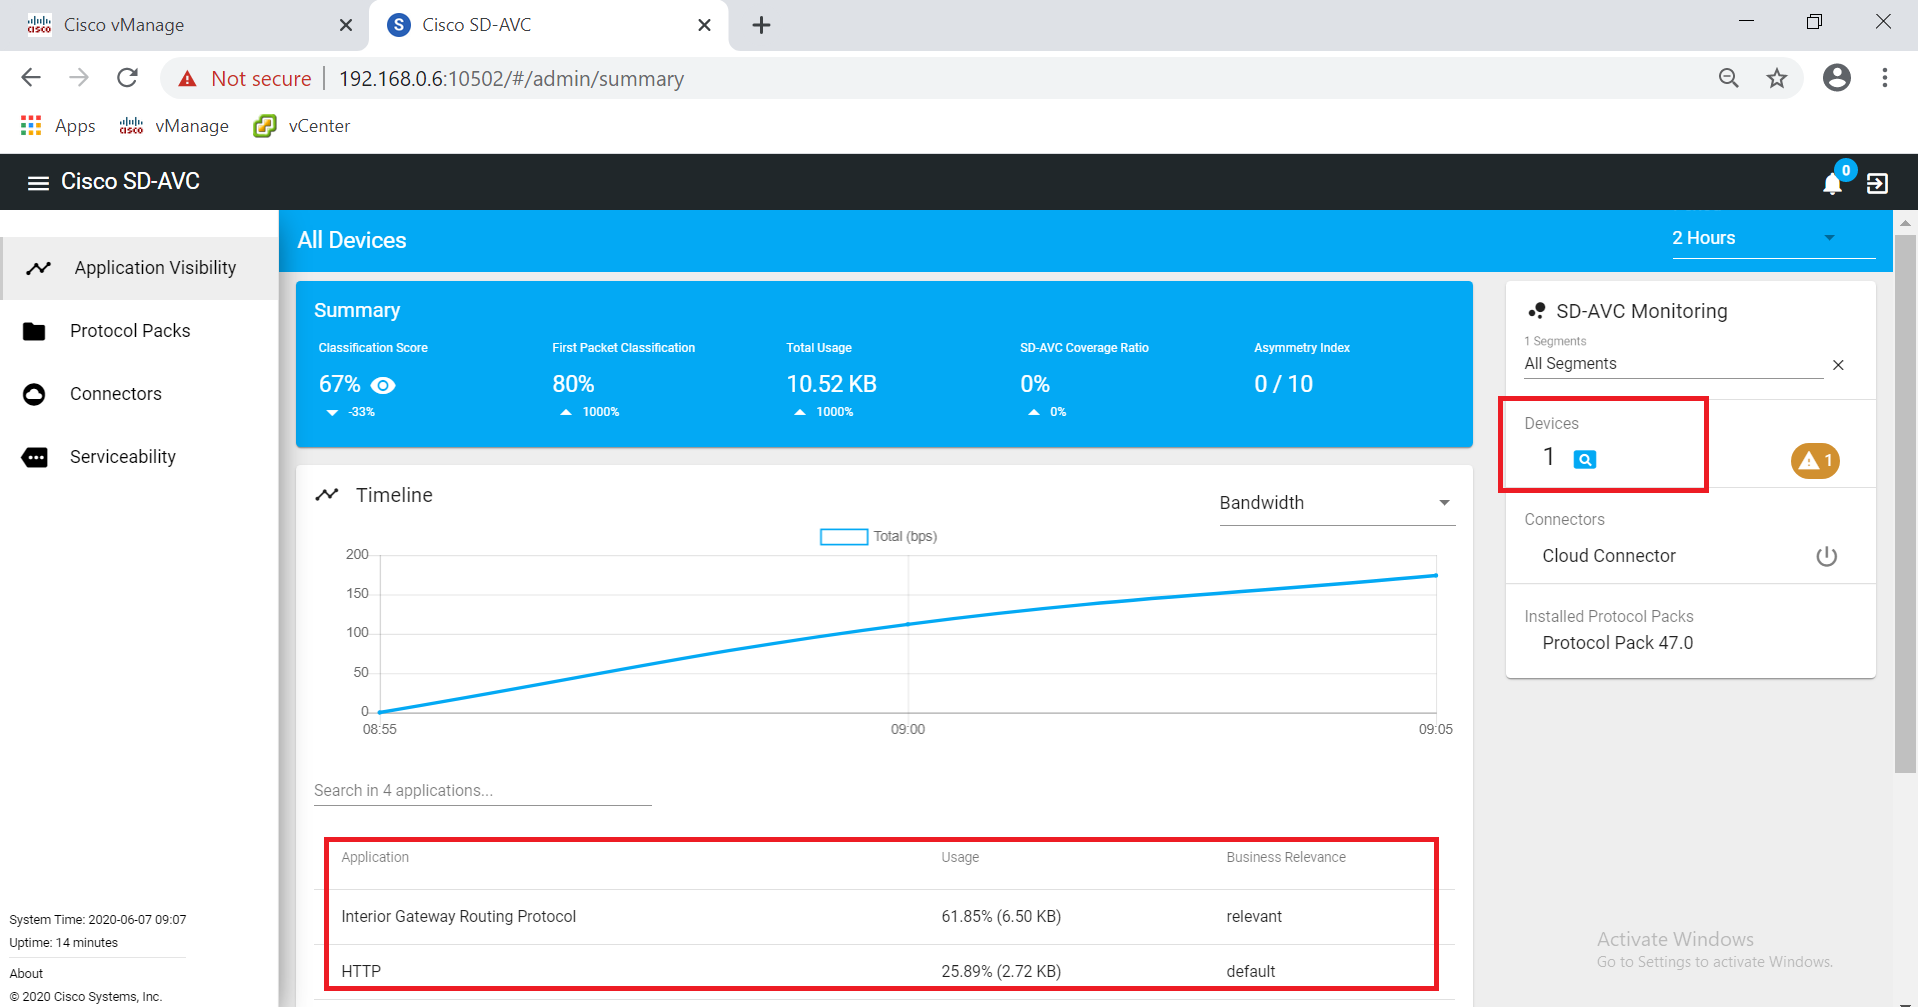 Cisco vManage
Cisco SD-AVC
Not secure 192.168.0.6:10502/#/admin/summary
Apps vManage vCenter
Cisco SD-AVC
0
Application Visibility
Protocol Packs
Connectors
Serviceability
System Time: 2020-06-07 09:07
Uptime: 14 minutes
About
© 2020 Cisco Systems, Inc.
All Devices
2 Hours
Summary
Classification Score First Packet Classification Total Usage SD-AVC Coverage Ratio Asymmetry Index
67% 80% 10.52 KB 0% 0 / 10
-33% 1000% 1000% 0%
Timeline
Bandwidth
Total (bps)
200
150
100
50
0
08:55 09:00 09:05
Search in 4 applications...
Application Usage Business Relevance
Interior Gateway Routing Protocol 61.85% (6.50 KB) relevant
HTTP 25.89% (2.72 KB) default
SD-AVC Monitoring
1 Segments
All Segments
Devices
1
1
Connectors
Cloud Connector
Installed Protocol Packs
Protocol Pack 47.0
Activate Windows
Go to Settings to activate Windows.